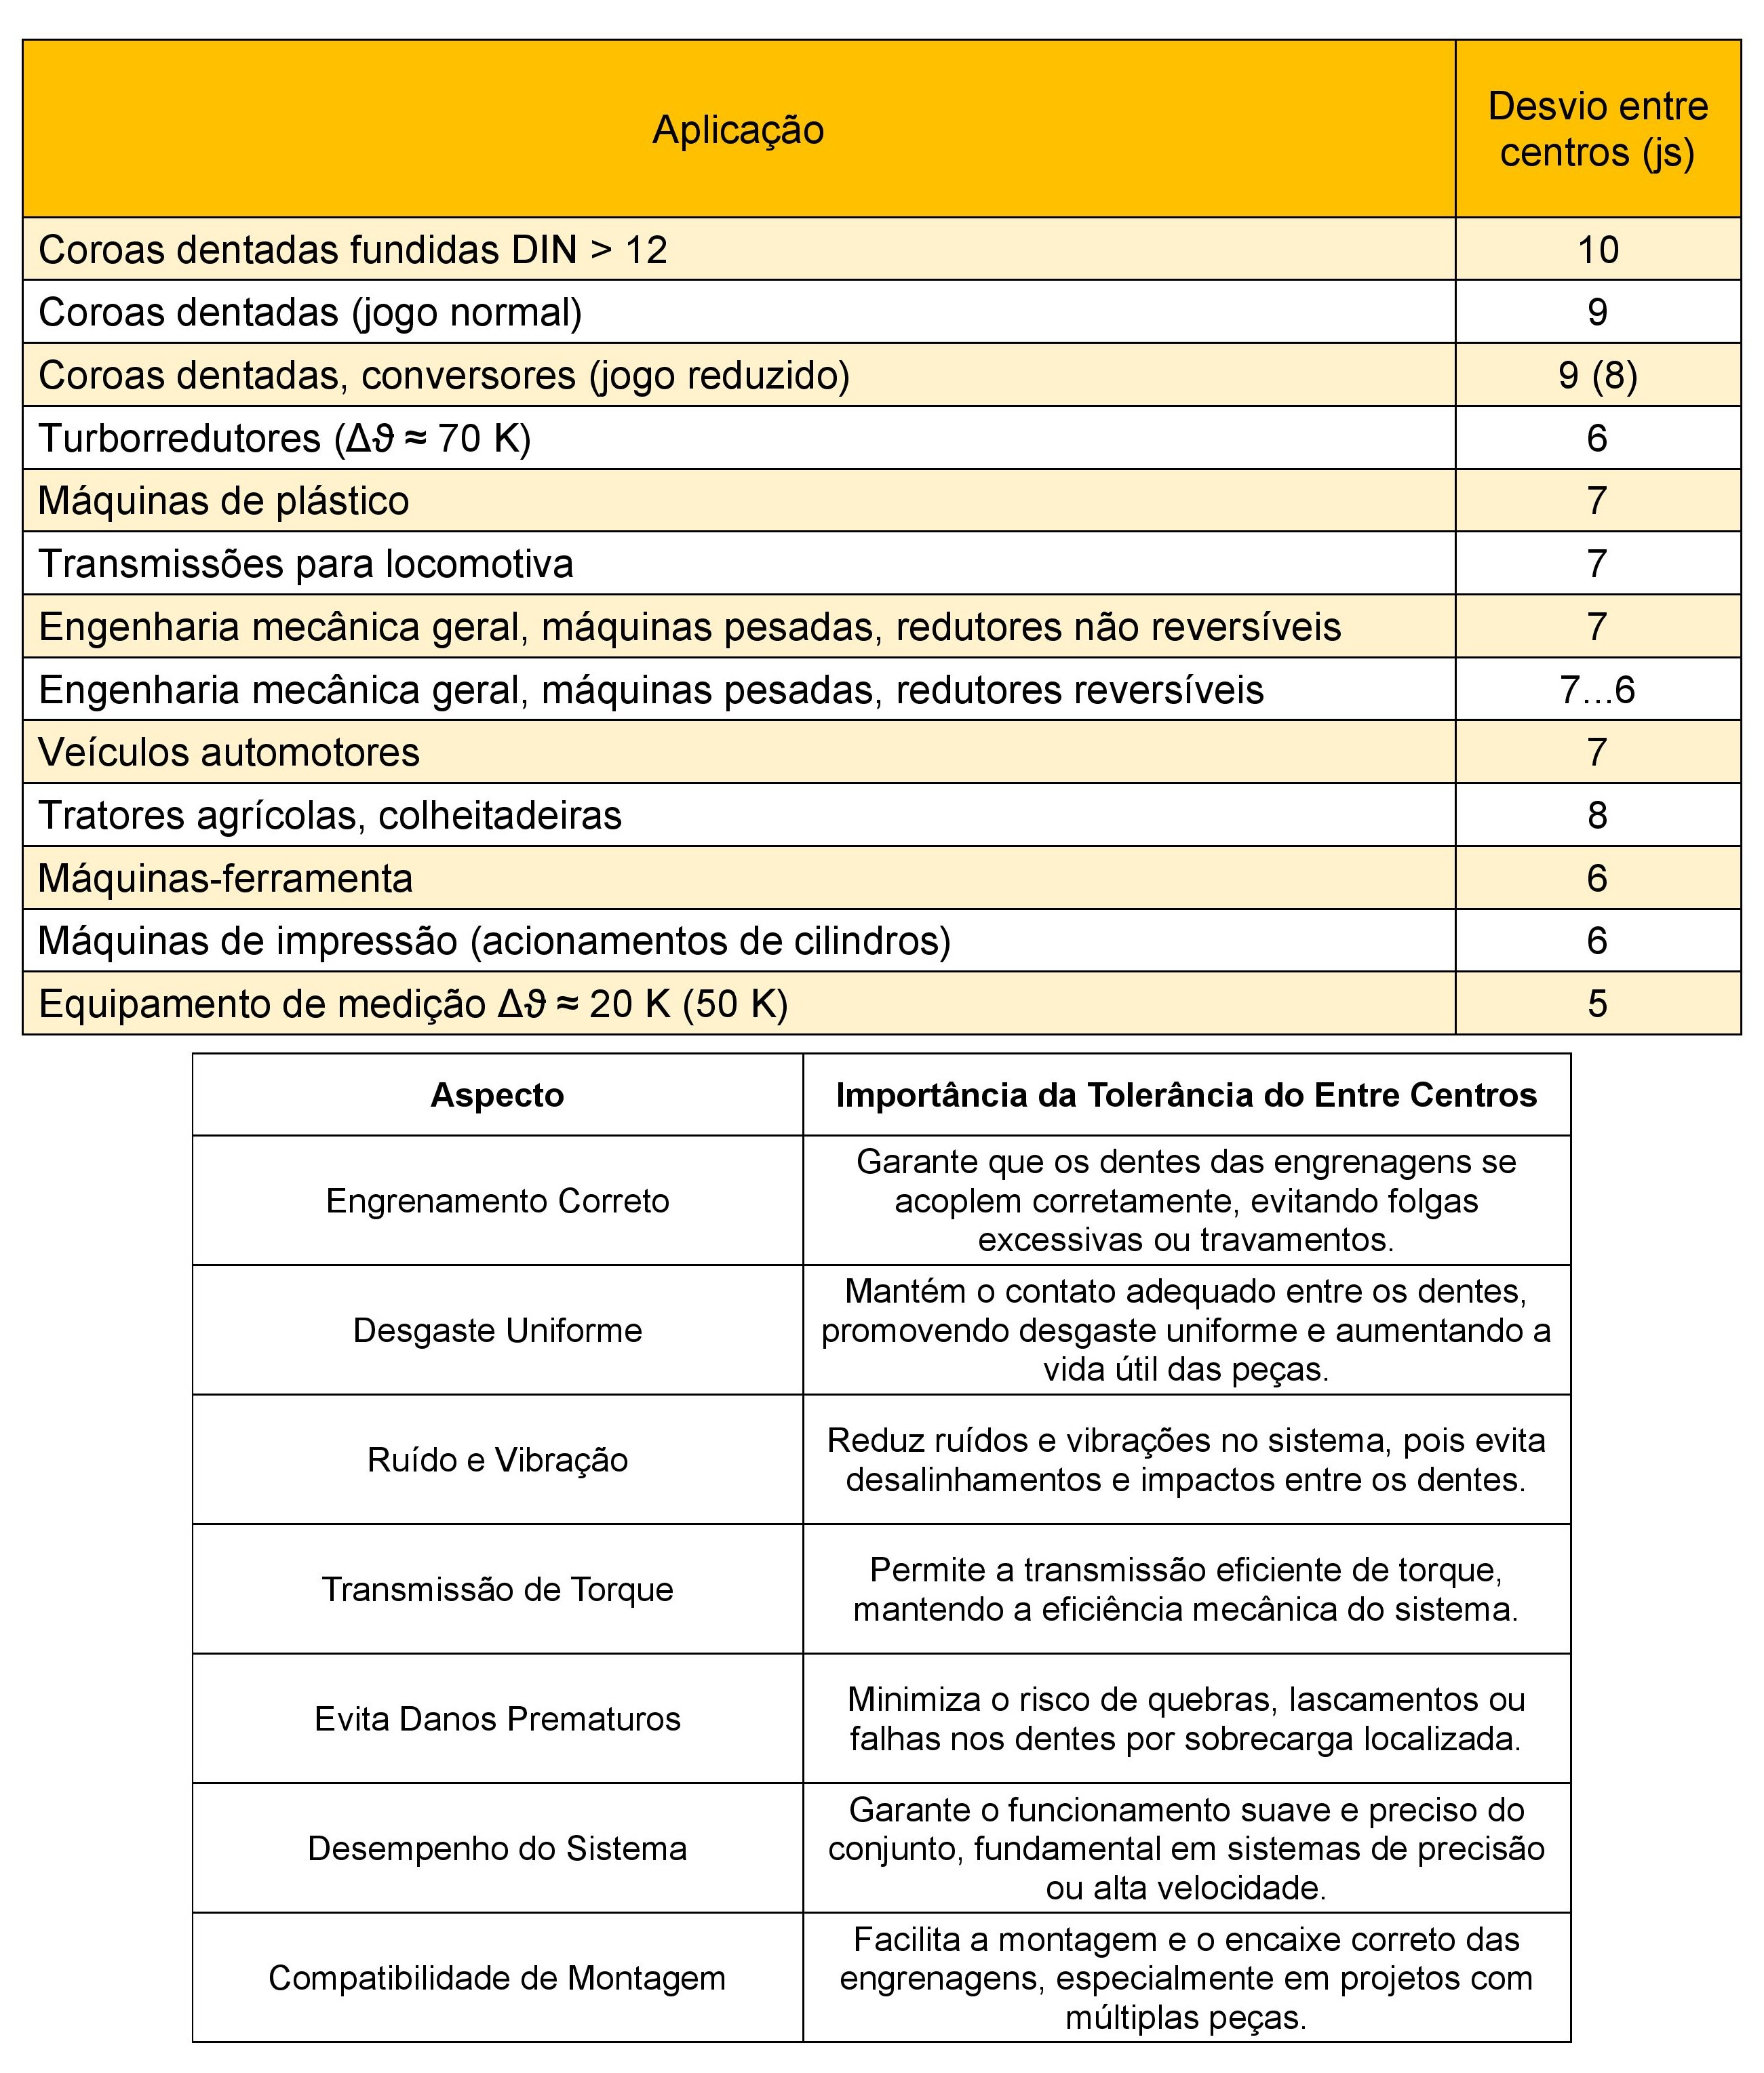 Aplicação
Desvio entre
centros (js)
Coroas dentadas fundidas DIN > 12
10
Coroas dentadas (jogo normal)
9
Coroas dentadas, conversores (jogo reduzido)
9 (8)
Turborredutores (Δϑ ≈ 70 K)
6
Máquinas de plástico
7
Transmissões para locomotiva
7
Engenharia mecânica geral, máquinas pesadas, redutores não reversíveis
7
Engenharia mecânica geral, máquinas pesadas, redutores reversíveis
7...6
Veículos automotores
7
Tratores agrícolas, colheitadeiras
8
Máquinas-ferramenta
6
Máquinas de impressão (acionamentos de cilindros)
6
Equipamento de medição Δϑ ≈ 20 K (50 K)
5
Aspecto
Importância da Tolerância do Entre Centros
Engrenamento Correto
Garante que os dentes das engrenagens se
acoplem corretamente, evitando folgas
excessivas ou travamentos.
Desgaste Uniforme
Mantém o contato adequado entre os dentes,
promovendo desgaste uniforme e aumentando a
vida útil das peças.
Ruído e Vibração
Reduz ruídos e vibrações no sistema, pois evita
desalinhamentos e impactos entre os dentes.
Transmissão de Torque
Permite a transmissão eficiente de torque,
mantendo a eficiência mecânica do sistema.
Evita Danos Prematuros
Minimiza o risco de quebras, lascamentos ou
falhas nos dentes por sobrecarga localizada.
Desempenho do Sistema
Garante o funcionamento suave e preciso do
conjunto, fundamental em sistemas de precisão
ou alta velocidade.
Compatibilidade de Montagem
Facilita a montagem e o encaixe correto das
engrenagens, especialmente em projetos com
múltiplas peças.